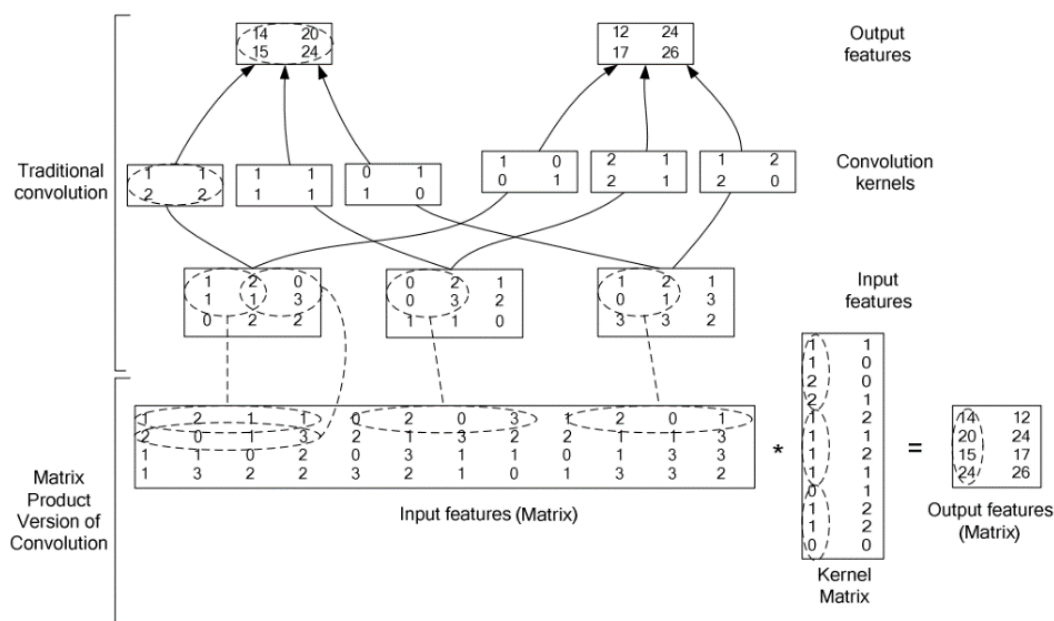 14 20
15 24
12 24
17 26
Output
features
Traditional
convolution
1 1
2 2
1 1
1 1
0 1
1 0
1 0
0 1
2 1
2 1
1 2
2 0
Convolution
kernels
1 2 0
1 1 3
0 2 2
0 2 1
0 3 2
1 1 0
1 2 1
0 1 3
3 3 2
Input
features
Matrix
Product
Version of
Convolution
1 2 1 1 0 2 0 3 1 2 0 1
2 0 1 3 2 1 3 2 2 1 1 3
1 1 0 2 0 3 1 1 0 1 3 3
1 3 2 2 3 2 1 0 1 3 3 2
Input features (Matrix)
*
1 1
1 0
2 0
2 1
1 2
1 1
1 2
1 1
0 1
1 2
1 2
0 0
Kernel
Matrix
=
14 12
20 24
15 17
24 26
Output features
(Matrix)